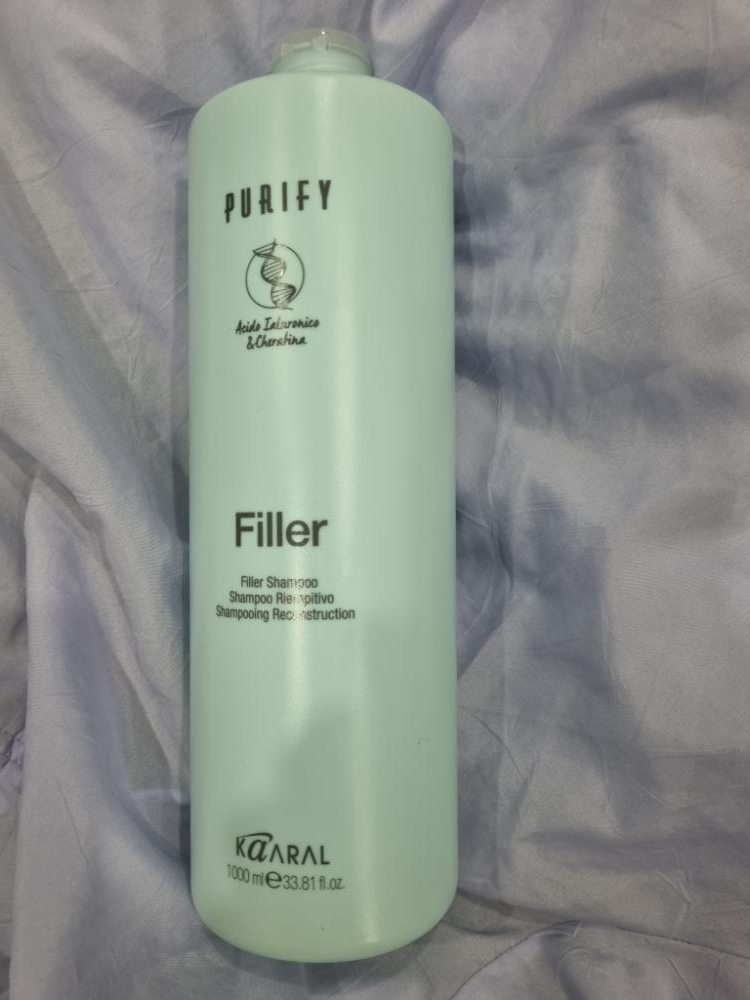 PURIFY
Acido Ialuronico
&Cheratina
Filler
Filler Shampoo
Shampoo Riempitivo
Shampooing Reconstruction
KAARAL
1000 ml e 33.81 fl.oz.